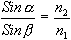 Sin α / Sin β = n₂ / n₁